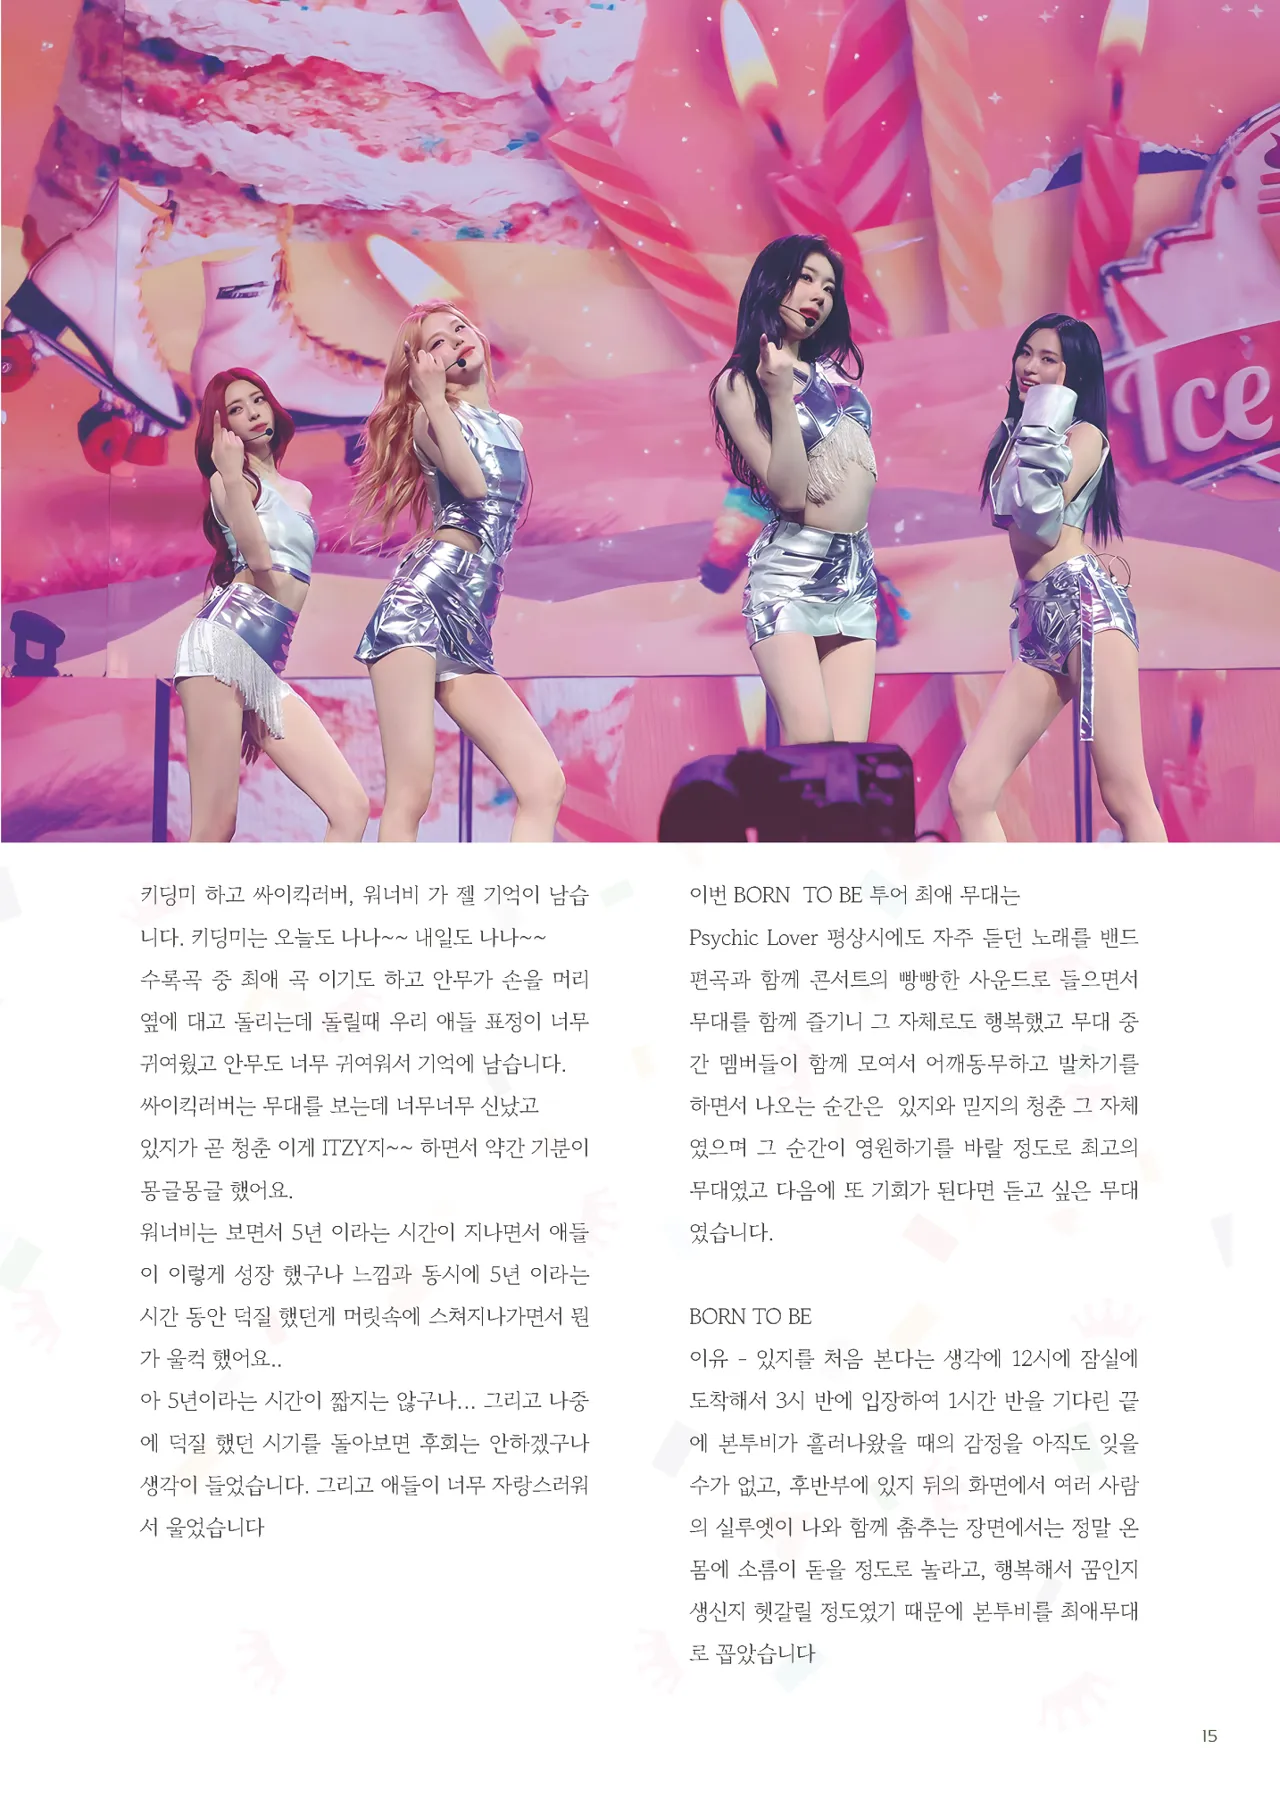 Ice
키딩미 하고 싸이킥러버, 워너비 가 젤 기억이 남습
니다. 키딩미는 오늘도 나나~~ 내일도 나나~~
수록곡 중 최애 곡 이기도 하고 안무가 손을 머리
옆에 대고 돌리는데 돌릴때 우리 애들 표정이 너무
귀여웠고 안무도 너무 귀여워서 기억에 남습니다.
싸이킥러버는 무대를 보는데 너무너무 신났고
있지가 곧 청춘 이게 ITZY지~~ 하면서 약간 기분이
몽글몽글 했어요.
워너비는 보면서 5년 이라는 시간이 지나면서 애들
이 이렇게 성장 했구나 느낌과 동시에 5년 이라는
시간 동안 덕질 했던게 머릿속에 스쳐지나가면서 뭔
가 울컥 했어요..
아 5년이라는 시간이 짧지는 않구나... 그리고 나중
에 덕질 했던 시기를 돌아보면 후회는 안하겠구나
생각이 들었습니다. 그리고 애들이 너무 자랑스러워
서 울었습니다
이번 BORN TO BE 투어 최애 무대는
Psychic Lover 평상시에도 자주 듣던 노래를 밴드
편곡과 함께 콘서트의 빵빵한 사운드로 들으면서
무대를 함께 즐기니 그 자체로도 행복했고 무대 중
간 멤버들이 함께 모여서 어깨동무하고 발차기를
하면서 나오는 순간은 있지와 믿지의 청춘 그 자체
였으며 그 순간이 영원하기를 바랄 정도로 최고의
무대였고 다음에 또 기회가 된다면 듣고 싶은 무대
였습니다.
BORN TO BE
이유 - 있지를 처음 본다는 생각에 12시에 잠실에
도착해서 3시 반에 입장하여 1시간 반을 기다린 끝
에 본투비가 흘러나왔을 때의 감정을 아직도 잊을
수가 없고, 후반부에 있지 뒤의 화면에서 여러 사람
의 실루엣이 나와 함께 춤추는 장면에서는 정말 온
몸에 소름이 돋을 정도로 놀라고, 행복해서 꿈인지
생신지 헷갈릴 정도였기 때문에 본투비를 최애무대
로 꼽았습니다
15